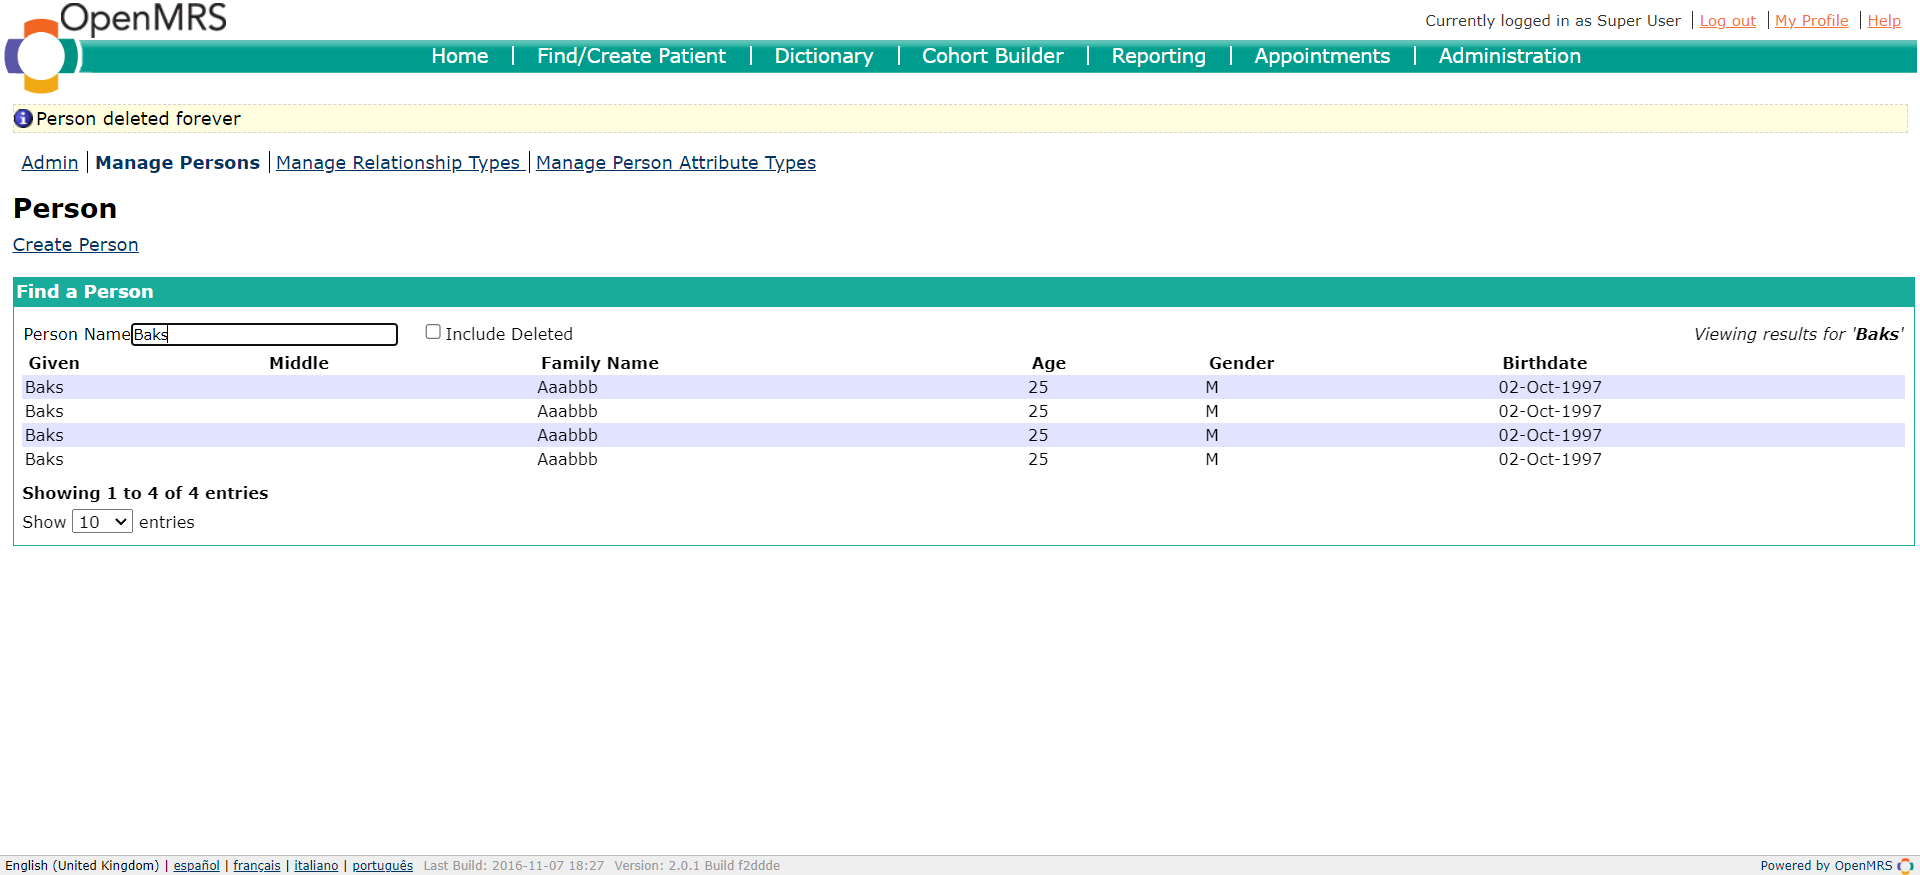 OpenMRS
Currently logged in as Super User | Log out | My Profile | Help
Home | Find/Create Patient | Dictionary | Cohort Builder | Reporting | Appointments | Administration
Person deleted forever
Admin | Manage Persons | Manage Relationship Types | Manage Person Attribute Types
Person
Create Person
Find a Person
Person Name Baks Include Deleted Viewing results for 'Baks'
Given Middle Family Name Age Gender Birthdate
Baks Aaabbb 25 M 02-Oct-1997
Baks Aaabbb 25 M 02-Oct-1997
Baks Aaabbb 25 M 02-Oct-1997
Baks Aaabbb 25 M 02-Oct-1997
Showing 1 to 4 of 4 entries
Show 10 entries
English (United Kingdom) | español | français | italiano | português Last Build: 2016-11-07 18:27 Version: 2.0.1 Build f2ddde Powered by OpenMRS